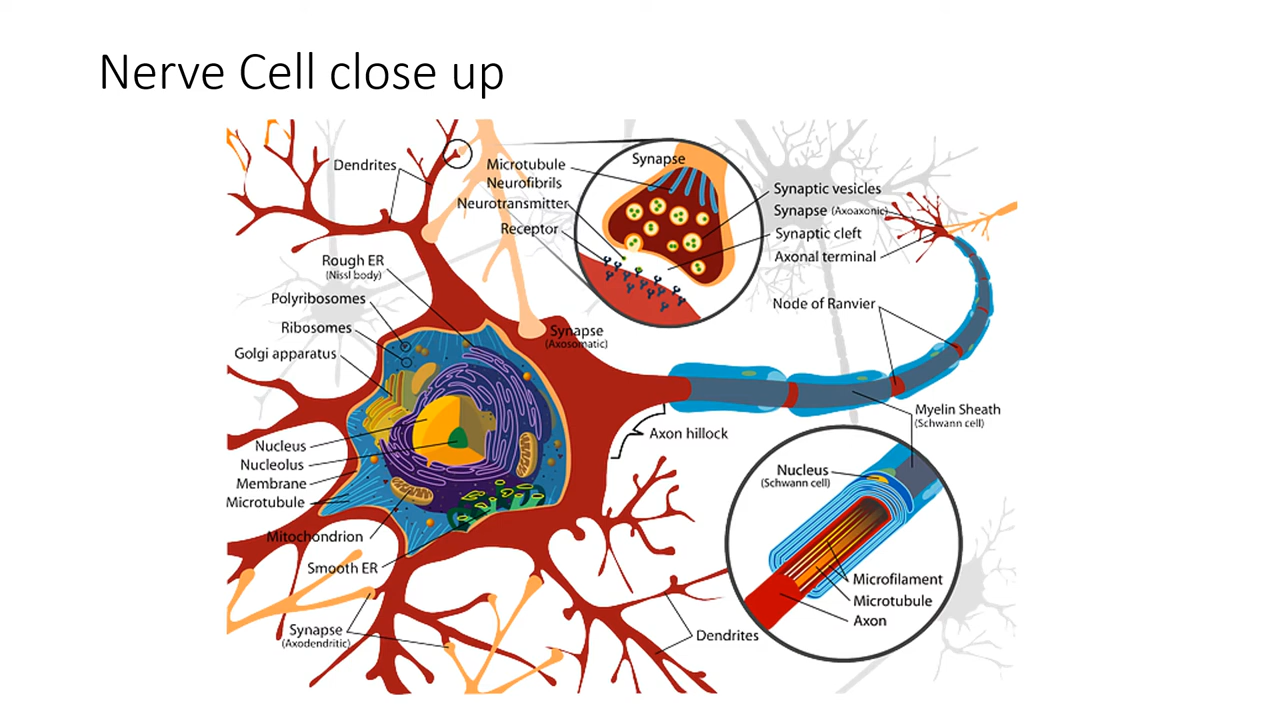 Nerve Cell close up
Dendrites
Microtubule
Neurofibrils
Neurotransmitter
Receptor
Synapse
Synaptic vesicles
Synapse (Axoaxonic)
Synaptic cleft
Axonal terminal
Rough ER
(Nissl body)
Polyribosomes
Ribosomes
Golgi apparatus
Synapse
(Axosomatic)
Node of Ranvier
Myelin Sheath
(Schwann cell)
Axon hillock
Nucleus
Nucleolus
Membrane
Microtubule
Mitochondrion
Smooth ER
Synapse
(Axodendritic)
Dendrites
Nucleus
(Schwann cell)
Microfilament
Microtubule
Axon